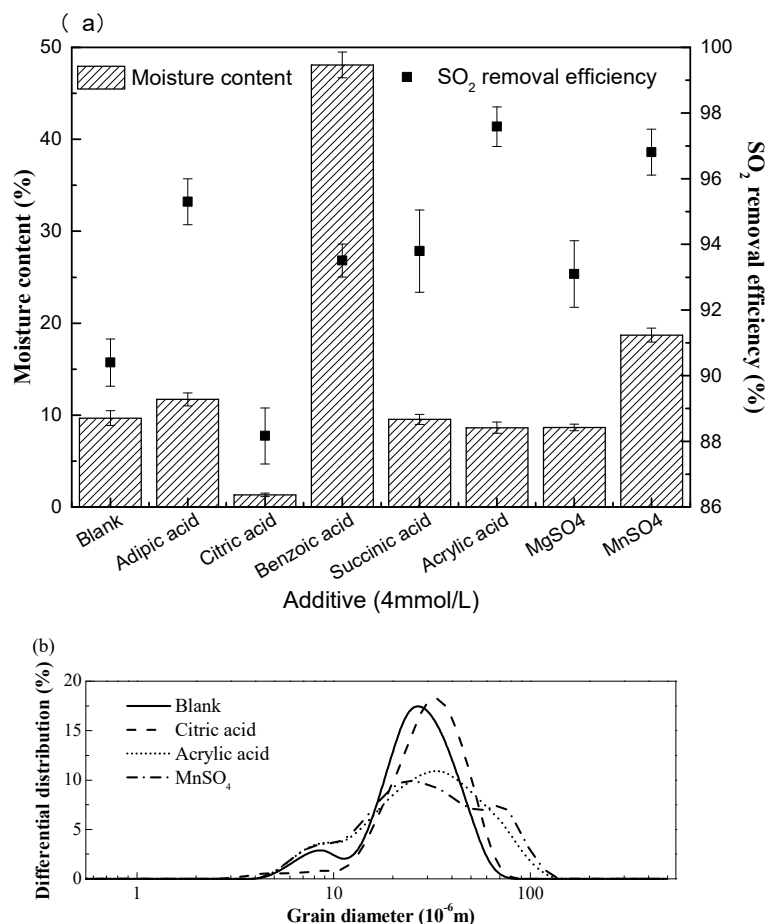 ( a )
50
40
30
20
10
0
Moisture content (%)
Moisture content
SO2 removal efficiency
100
98
96
94
92
90
88
86
SO2 removal efficiency (%)
Blank
Adipic acid
Citric acid
Benzoic acid
Succinic acid
Acrylic acid
MgSO4
MnSO4
Additive (4mmol/L)
(b)
20
15
10
5
0
Differential distribution (%)
Blank
Citric acid
Acrylic acid
MnSO4
1
10
100
Grain diameter (10-6m)